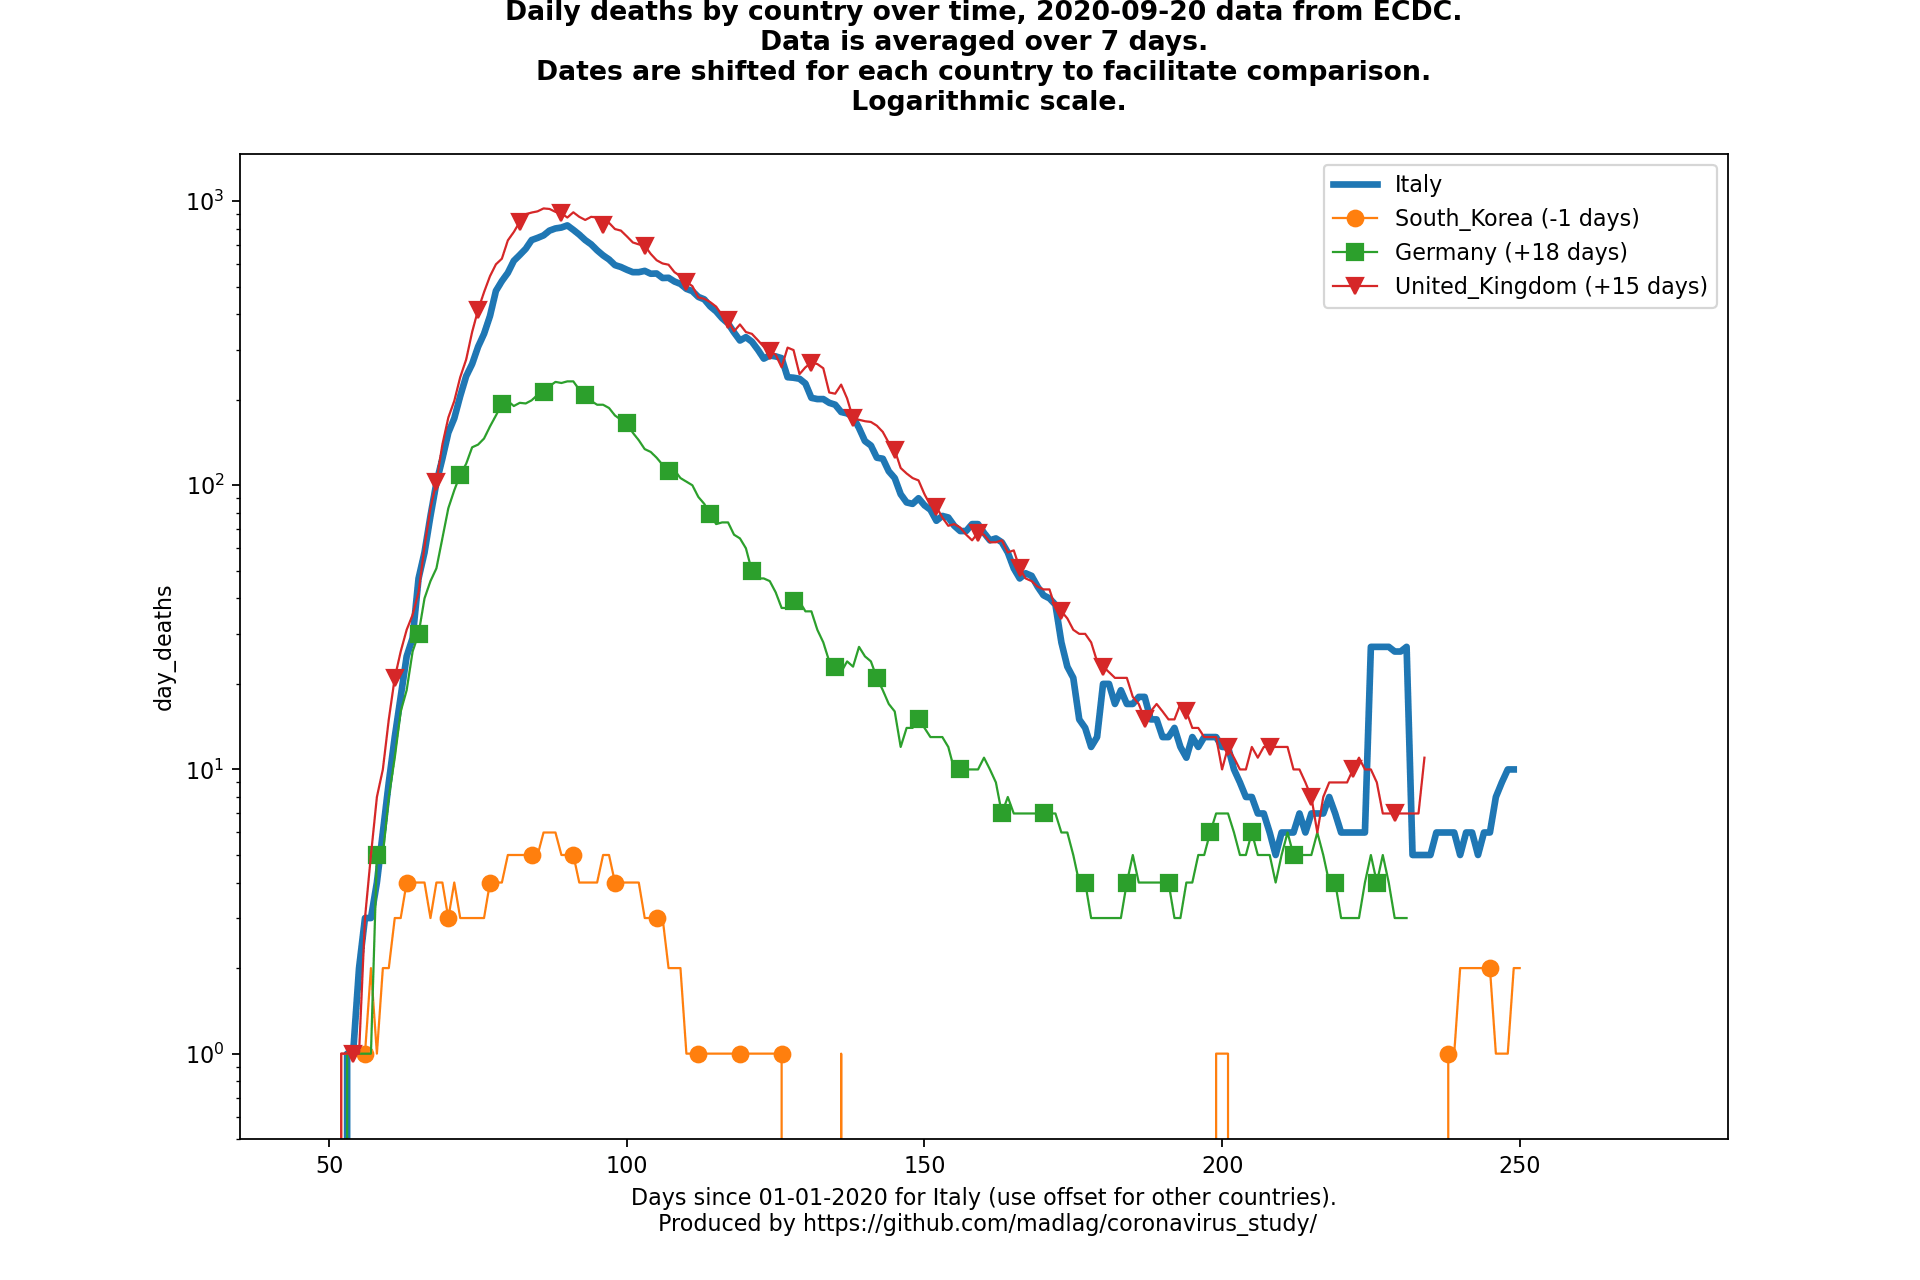 Daily deaths by country over time, 2020-09-20 data from ECDC.
Data is averaged over 7 days.
Dates are shifted for each country to facilitate comparison.
Logarithmic scale.
Italy
South_Korea (-1 days)
Germany (+18 days)
United_Kingdom (+15 days)
day_deaths
10³
10²
10¹
10⁰
50 100 150 200 250
Days since 01-01-2020 for Italy (use offset for other countries).
Produced by https://github.com/madlag/coronavirus_study/